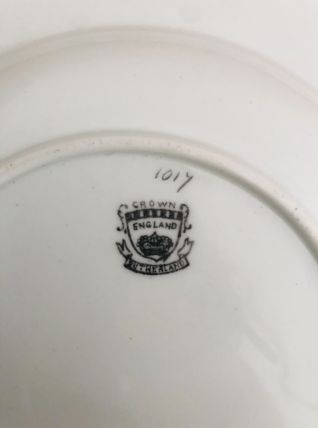 1017
CROWN
ENGLAND
SUTHERLAND